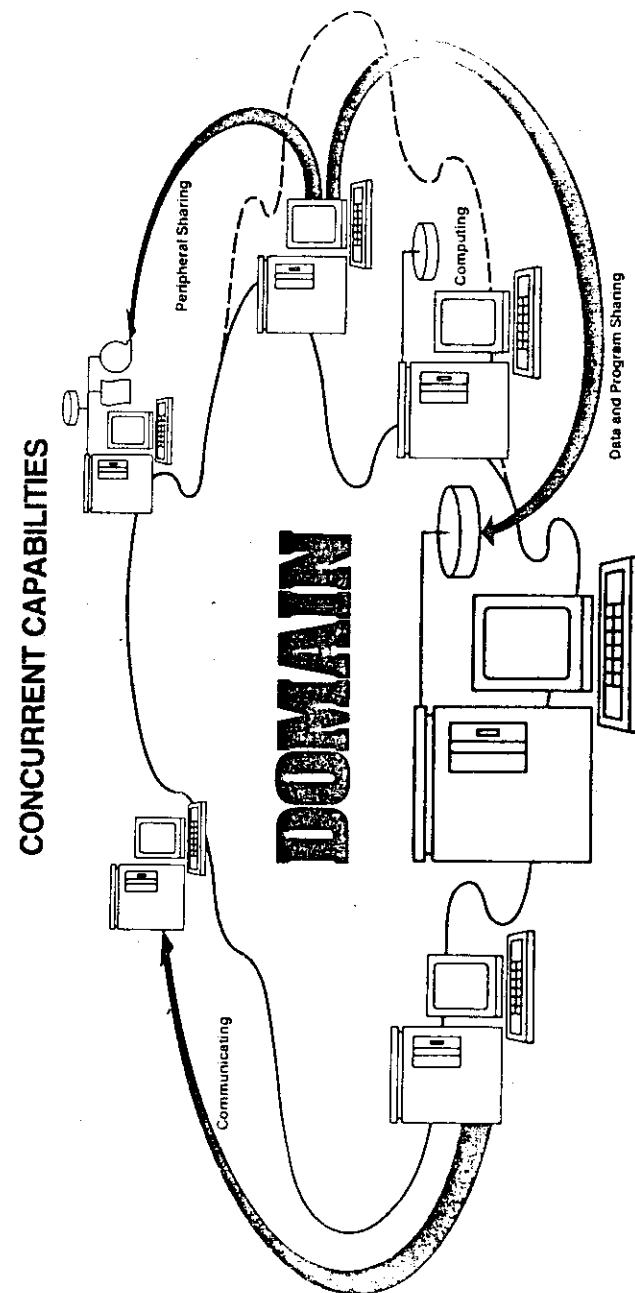 CONCURRENT CAPABILITIES
Peripheral Sharing
Communicating
DOMAIN
Computing
Data and Program Sharing